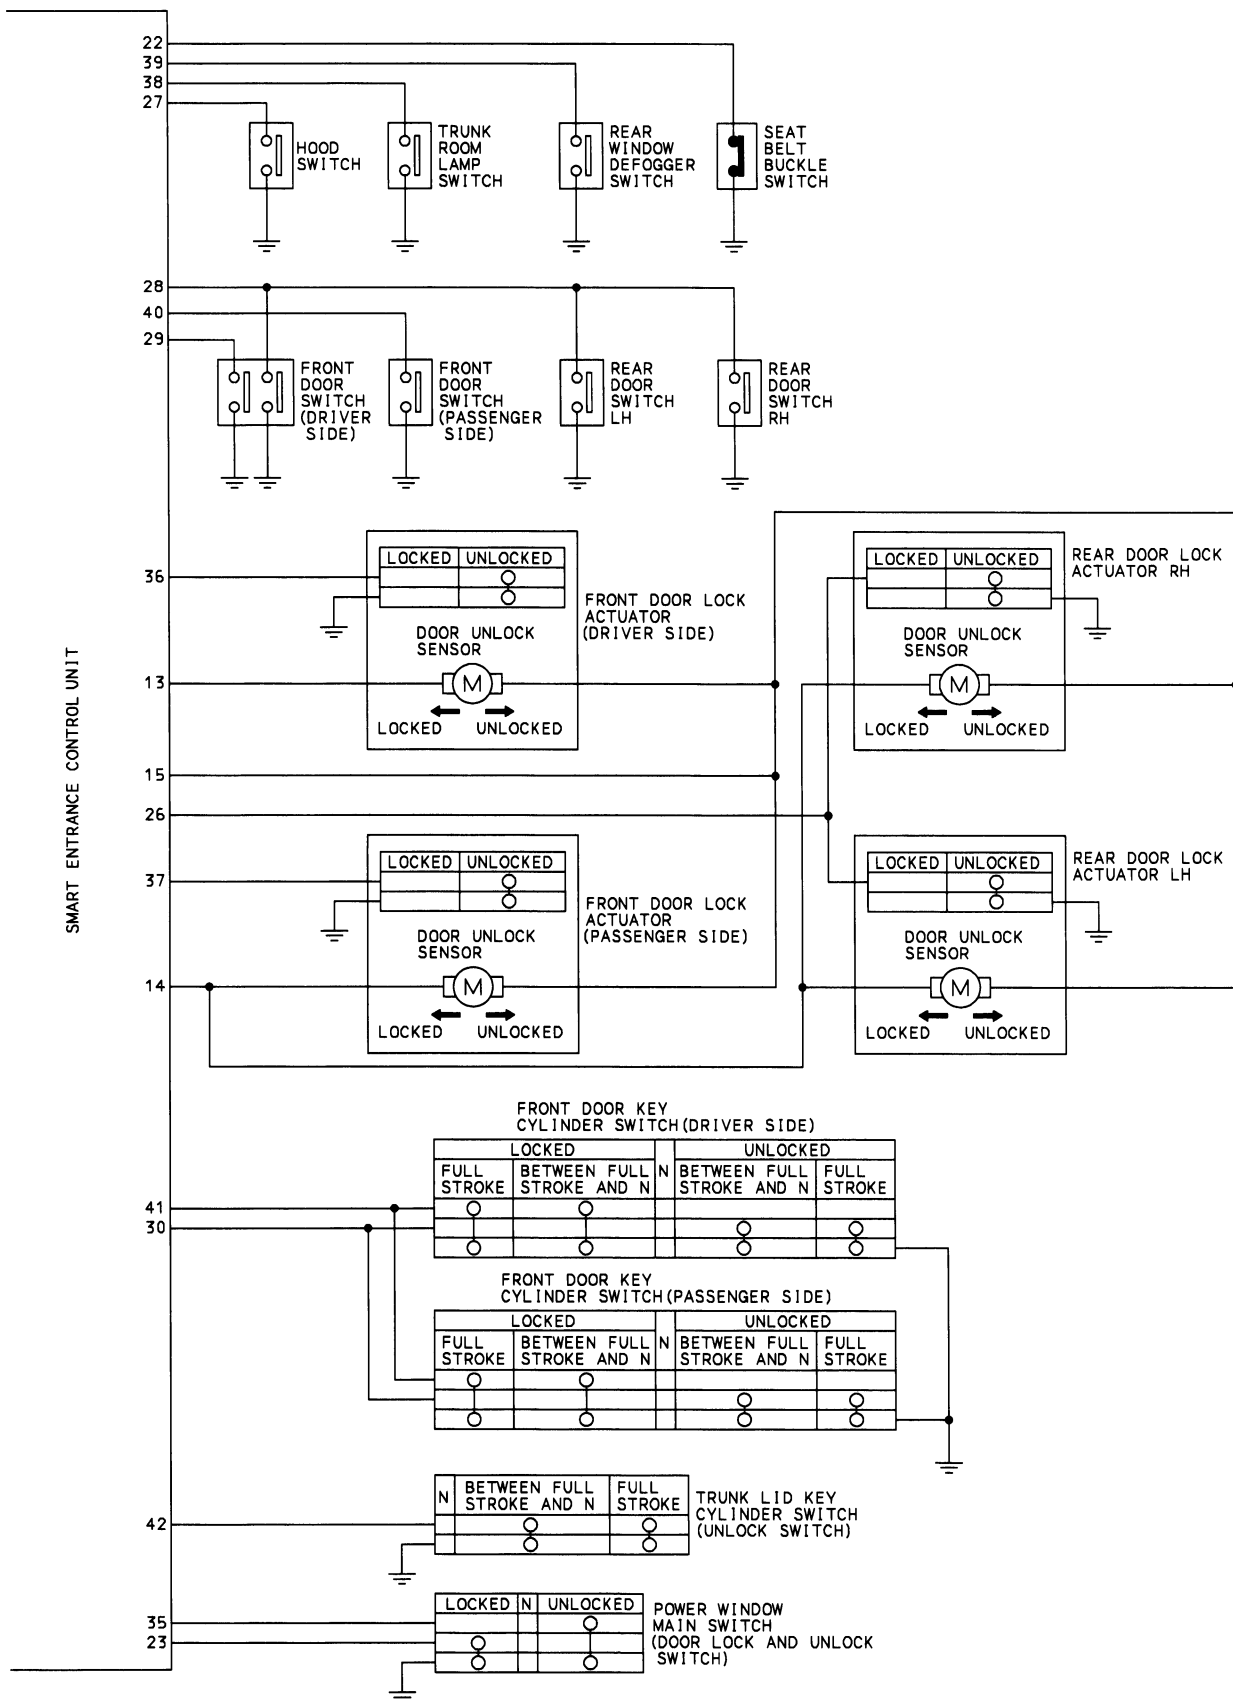 22
39
38
27
HOOD
SWITCH
TRUNK
ROOM
LAMP
SWITCH
REAR
WINDOW
DEFOGGER
SWITCH
SEAT
BELT
BUCKLE
SWITCH
28
40
29
FRONT
DOOR
SWITCH
(DRIVER
SIDE)
FRONT
DOOR
SWITCH
(PASSENGER
SIDE)
REAR
DOOR
SWITCH
LH
REAR
DOOR
SWITCH
RH
SMART ENTRANCE CONTROL UNIT
36
LOCKED UNLOCKED
FRONT DOOR LOCK
ACTUATOR
(DRIVER SIDE)
DOOR UNLOCK
SENSOR
13
M
LOCKED UNLOCKED
LOCKED UNLOCKED
REAR DOOR LOCK
ACTUATOR RH
DOOR UNLOCK
SENSOR
M
LOCKED UNLOCKED
15
26
37
LOCKED UNLOCKED
FRONT DOOR LOCK
ACTUATOR
(PASSENGER SIDE)
DOOR UNLOCK
SENSOR
14
M
LOCKED UNLOCKED
LOCKED UNLOCKED
REAR DOOR LOCK
ACTUATOR LH
DOOR UNLOCK
SENSOR
M
LOCKED UNLOCKED
FRONT DOOR KEY
CYLINDER SWITCH(DRIVER SIDE)
LOCKED UNLOCKED
FULL
STROKE
BETWEEN FULL
STROKE AND N
N
BETWEEN FULL
STROKE AND N
FULL
STROKE
41
30
FRONT DOOR KEY
CYLINDER SWITCH(PASSENGER SIDE)
LOCKED UNLOCKED
FULL
STROKE
BETWEEN FULL
STROKE AND N
N
BETWEEN FULL
STROKE AND N
FULL
STROKE
N
BETWEEN FULL
STROKE AND N
FULL
STROKE
42
TRUNK LID KEY
CYLINDER SWITCH
(UNLOCK SWITCH)
LOCKED N UNLOCKED
35
23
POWER WINDOW
MAIN SWITCH
(DOOR LOCK AND UNLOCK
SWITCH)